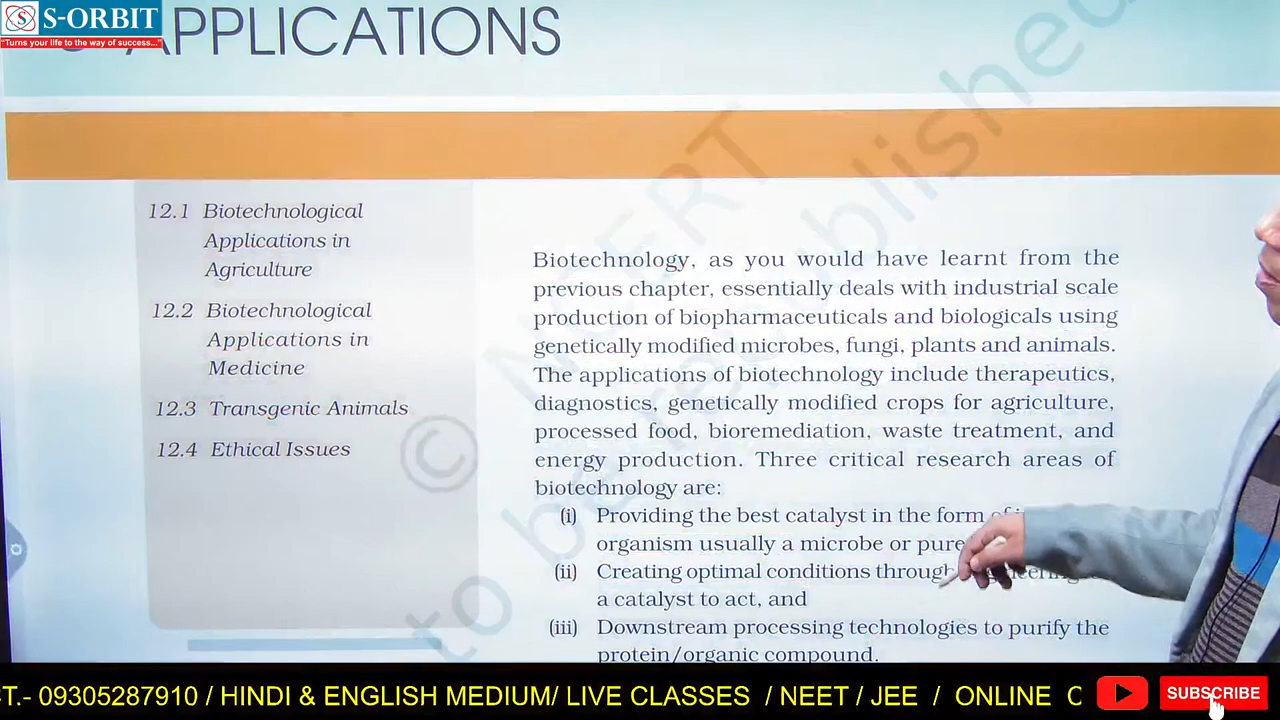 S-ORBIT
"Turns your life to the way of success..."
APPLICATIONS
12.1 Biotechnological
Applications in
Agriculture
12.2 Biotechnological
Applications in
Medicine
12.3 Transgenic Animals
12.4 Ethical Issues
© NCERT
to be republished
Biotechnology, as you would have learnt from the
previous chapter, essentially deals with industrial scale
production of biopharmaceuticals and biologicals using
genetically modified microbes, fungi, plants and animals.
The applications of biotechnology include therapeutics,
diagnostics, genetically modified crops for agriculture,
processed food, bioremediation, waste treatment, and
energy production. Three critical research areas of
biotechnology are:
(i) Providing the best catalyst in the form of
organism usually a microbe or pure
(ii) Creating optimal conditions through
a catalyst to act, and
(iii) Downstream processing technologies to purify the
protein/organic compound.
CT.- 09305287910 / HINDI & ENGLISH MEDIUM/ LIVE CLASSES / NEET / JEE / ONLINE
SUBSCRIBE